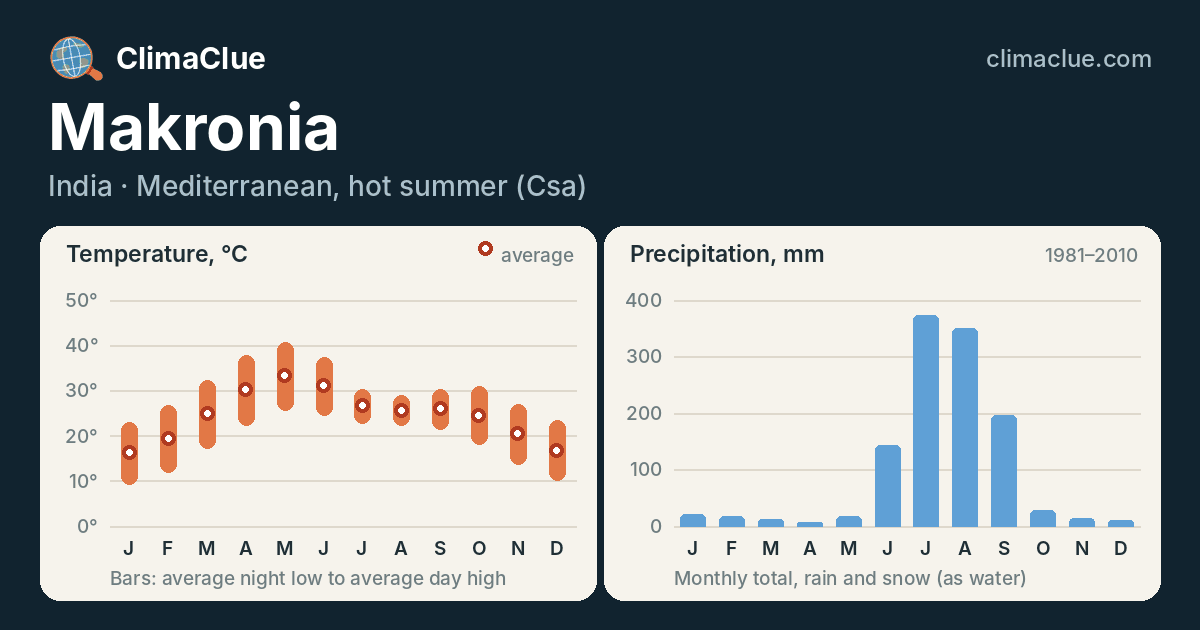 ClimaClue
climaclue.com
Makronia
India · Mediterranean, hot summer (Csa)
Temperature, °C
average
50°
40°
30°
20°
10°
0°
J F M A M J J A S O N D
Bars: average night low to average day high
Precipitation, mm
1981–2010
400
300
200
100
0
J F M A M J J A S O N D
Monthly total, rain and snow (as water)